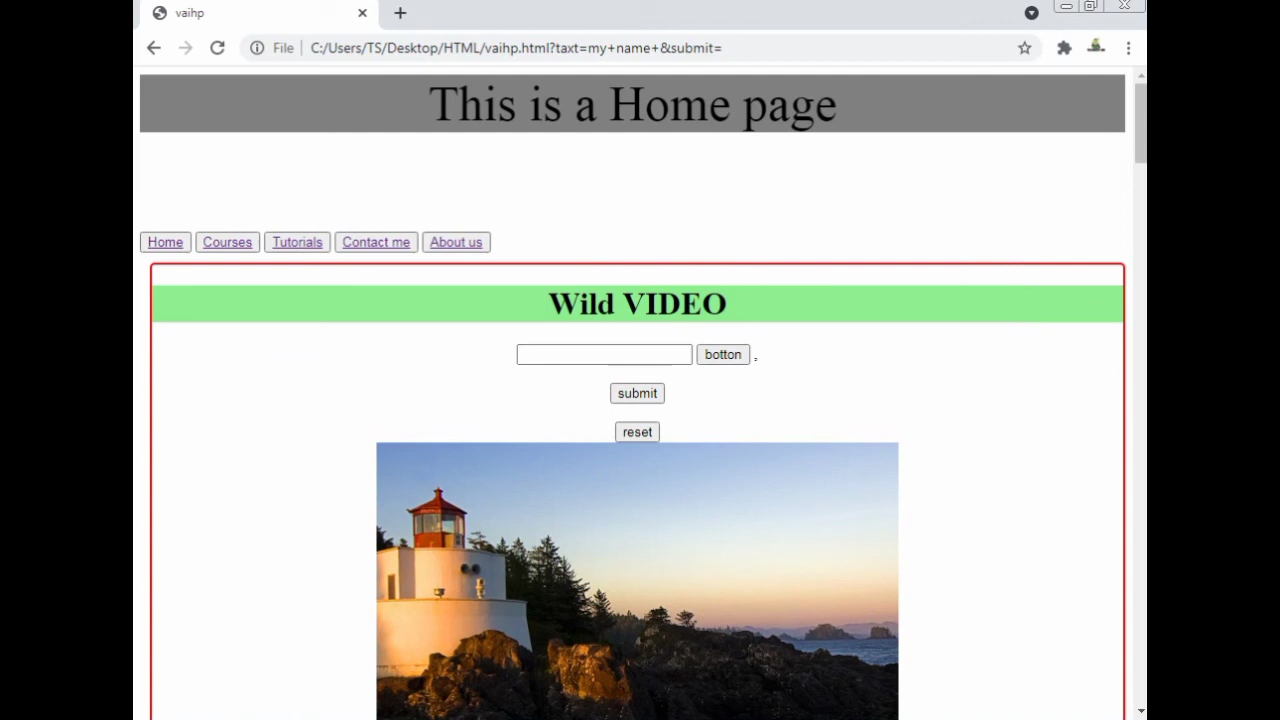 vaihp
File C:/Users/TS/Desktop/HTML/vaihp.html?taxt=my+name+&submit=
This is a Home page
Home Courses Tutorials Contact me About us
Wild VIDEO
botton ,
submit
reset